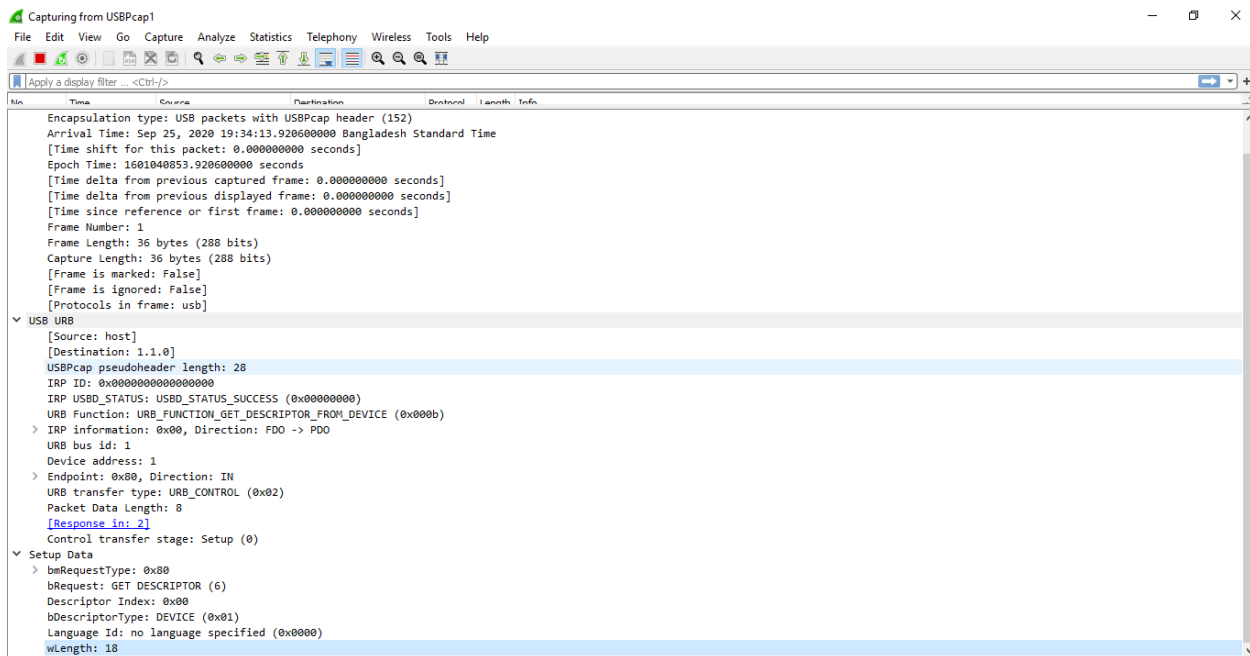 Capturing from USBPcap1
File Edit View Go Capture Analyze Statistics Telephony Wireless Tools Help
Apply a display filter ... <Ctrl-/>
No. Time Source Destination Protocol Length Info
Encapsulation type: USB packets with USBPcap header (152)
Arrival Time: Sep 25, 2020 19:34:13.920600000 Bangladesh Standard Time
[Time shift for this packet: 0.000000000 seconds]
Epoch Time: 1601040853.920600000 seconds
[Time delta from previous captured frame: 0.000000000 seconds]
[Time delta from previous displayed frame: 0.000000000 seconds]
[Time since reference or first frame: 0.000000000 seconds]
Frame Number: 1
Frame Length: 36 bytes (288 bits)
Capture Length: 36 bytes (288 bits)
[Frame is marked: False]
[Frame is ignored: False]
[Protocols in frame: usb]
USB URB
[Source: host]
[Destination: 1.1.0]
USBPcap pseudoheader length: 28
IRP ID: 0x0000000000000000
IRP USBD_STATUS: USBD_STATUS_SUCCESS (0x00000000)
URB Function: URB_FUNCTION_GET_DESCRIPTOR_FROM_DEVICE (0x000b)
IRP information: 0x00, Direction: FDO -> PDO
URB bus id: 1
Device address: 1
Endpoint: 0x80, Direction: IN
URB transfer type: URB_CONTROL (0x02)
Packet Data Length: 8
[Response in: 2]
Control transfer stage: Setup (0)
Setup Data
bmRequestType: 0x80
bRequest: GET DESCRIPTOR (6)
Descriptor Index: 0x00
bDescriptorType: DEVICE (0x01)
Language Id: no language specified (0x0000)
wLength: 18